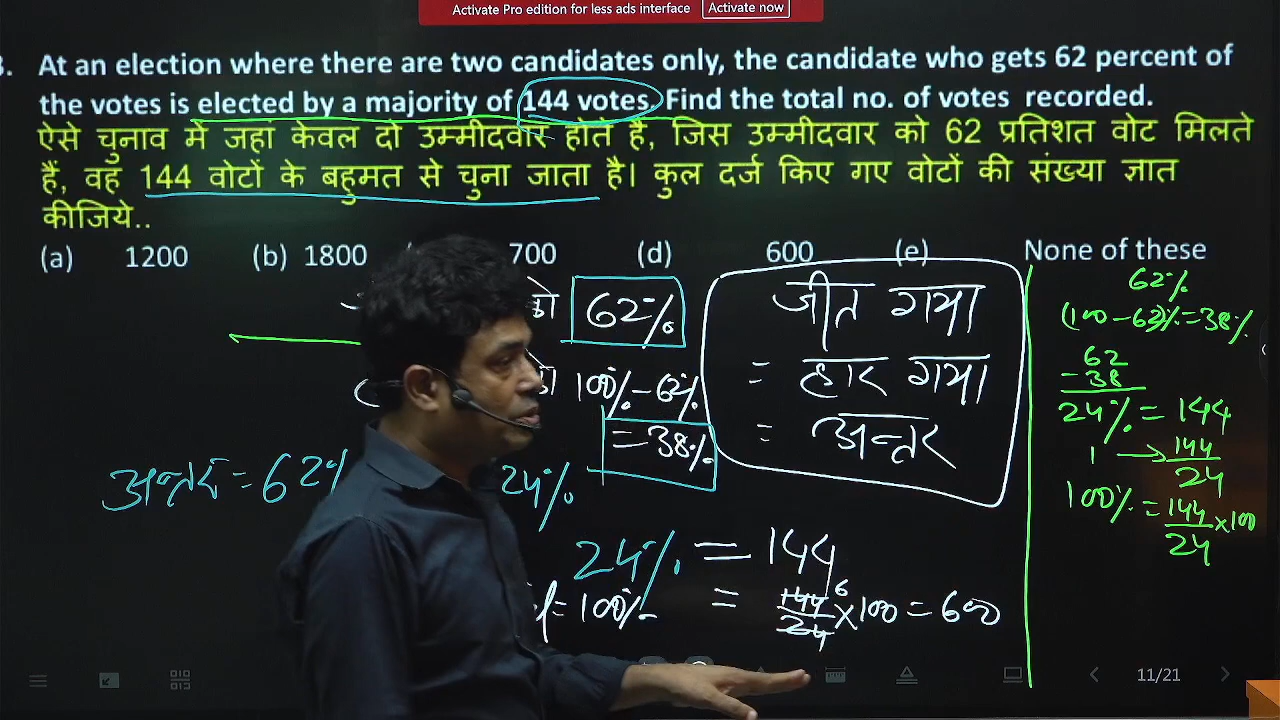 Activate Pro edition for less ads interface Activate now
3. At an election where there are two candidates only, the candidate who gets 62 percent of
the votes is elected by a majority of 144 votes. Find the total no. of votes recorded.
ऐसे चुनाव में जहां केवल दो उम्मीदवार होते है, जिस उम्मीदवार को 62 प्रतिशत वोट मिलते
हैं, वह 144 वोटों के बहुमत से चुना जाता है। कुल दर्ज किए गए वोटों की संख्या ज्ञात
कीजिये..
(a) 1200 (b) 1800 700 (d) 600 (e) None of these
को 62%
100% - 62%
= 38%
अन्तर = 62% 24%
24% = 144
= 100% = 144/24 × 100 = 600
6
जीत गया
= हार गया
= अन्तर
62%
(100-62)% = 38%
62
- 38
24% = 144
1 → 144/24
100% = 144/24 × 100
11/21